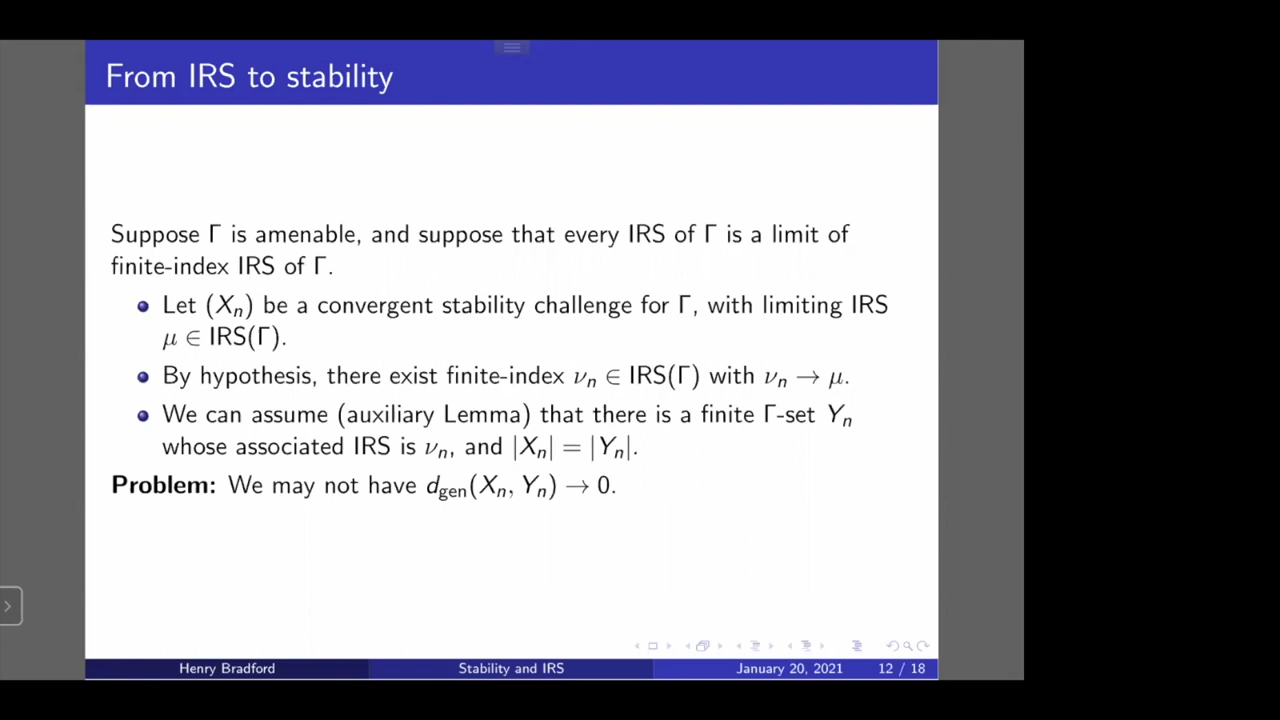 From IRS to stability
Suppose Γ is amenable, and suppose that every IRS of Γ is a limit of
finite-index IRS of Γ.
Let (Xₙ) be a convergent stability challenge for Γ, with limiting IRS
μ ∈ IRS(Γ).
By hypothesis, there exist finite-index νₙ ∈ IRS(Γ) with νₙ → μ.
We can assume (auxiliary Lemma) that there is a finite Γ-set Yₙ
whose associated IRS is νₙ, and |Xₙ| = |Yₙ|.
Problem: We may not have d_gen(Xₙ, Yₙ) → 0.
Henry Bradford Stability and IRS January 20, 2021 12 / 18